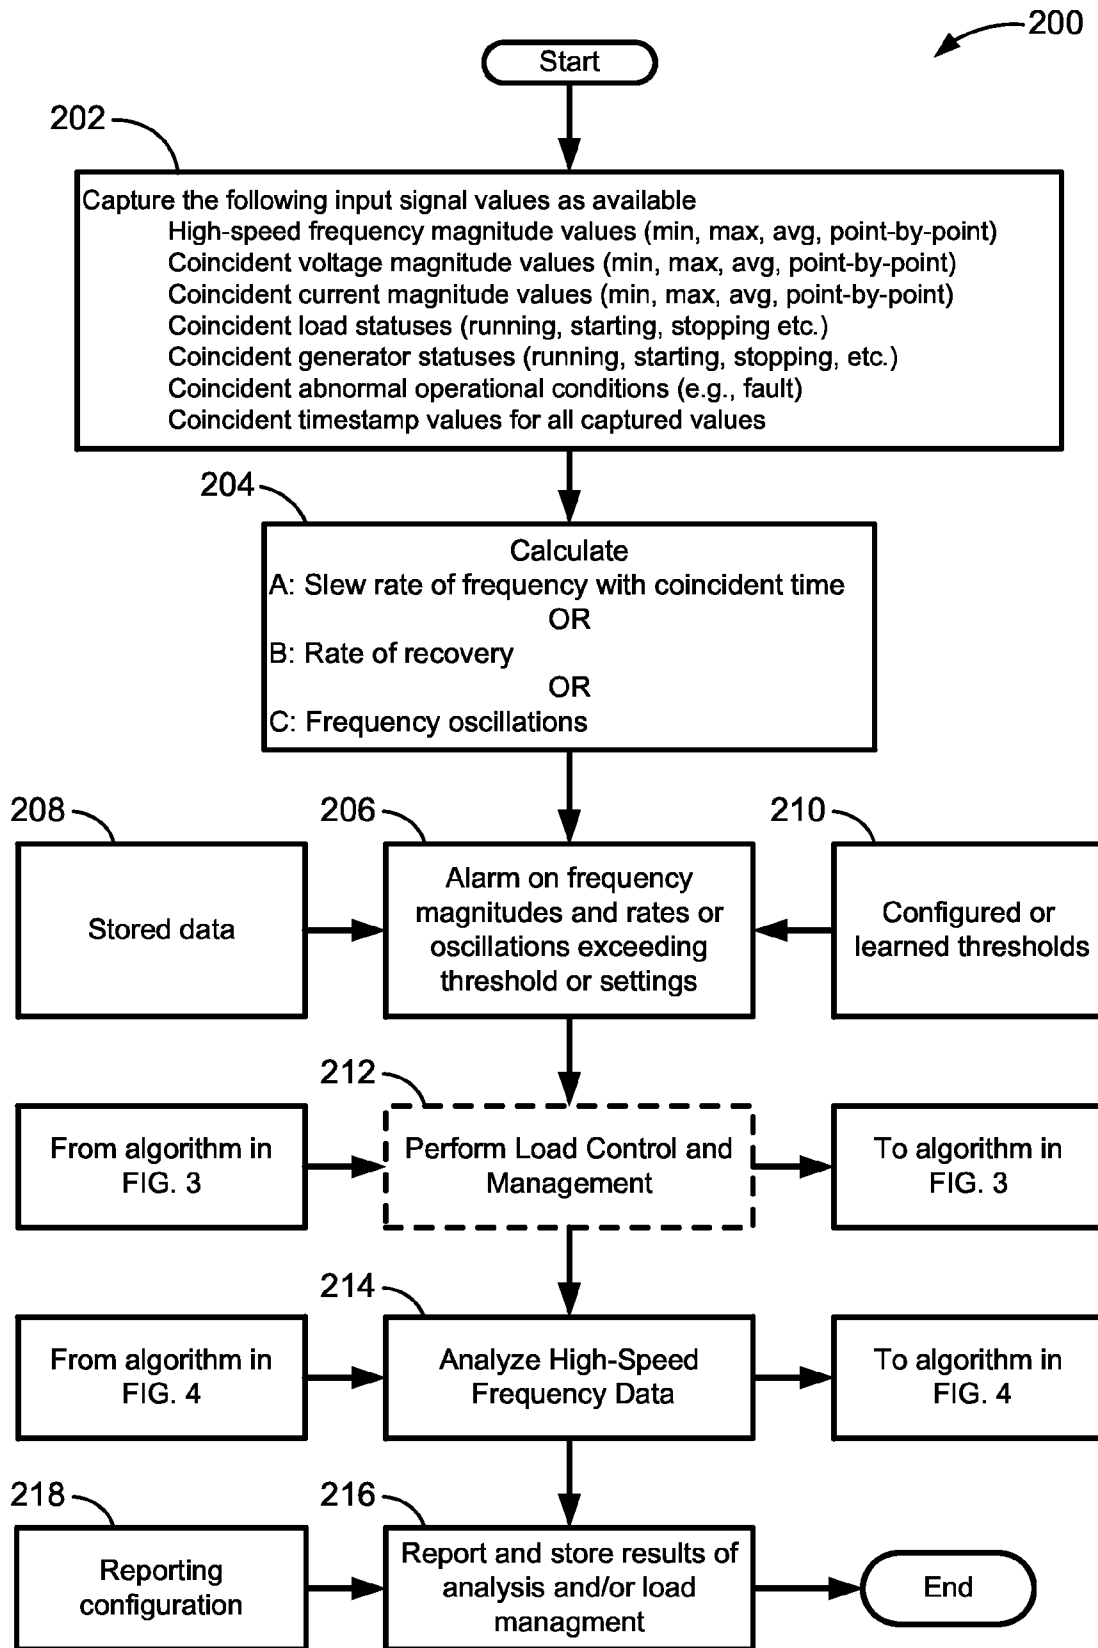 200
Start
202
Capture the following input signal values as available
High-speed frequency magnitude values (min, max, avg, point-by-point)
Coincident voltage magnitude values (min, max, avg, point-by-point)
Coincident current magnitude values (min, max, avg, point-by-point)
Coincident load statuses (running, starting, stopping etc.)
Coincident generator statuses (running, starting, stopping, etc.)
Coincident abnormal operational conditions (e.g., fault)
Coincident timestamp values for all captured values
204
Calculate
A: Slew rate of frequency with coincident time
OR
B: Rate of recovery
OR
C: Frequency oscillations
208
Stored data
206
Alarm on frequency
magnitudes and rates or
oscillations exceeding
threshold or settings
210
Configured or
learned thresholds
212
From algorithm in
FIG. 3
Perform Load Control and
Management
To algorithm in
FIG. 3
214
From algorithm in
FIG. 4
Analyze High-Speed
Frequency Data
To algorithm in
FIG. 4
218
Reporting
configuration
216
Report and store results of
analysis and/or load
managment
End